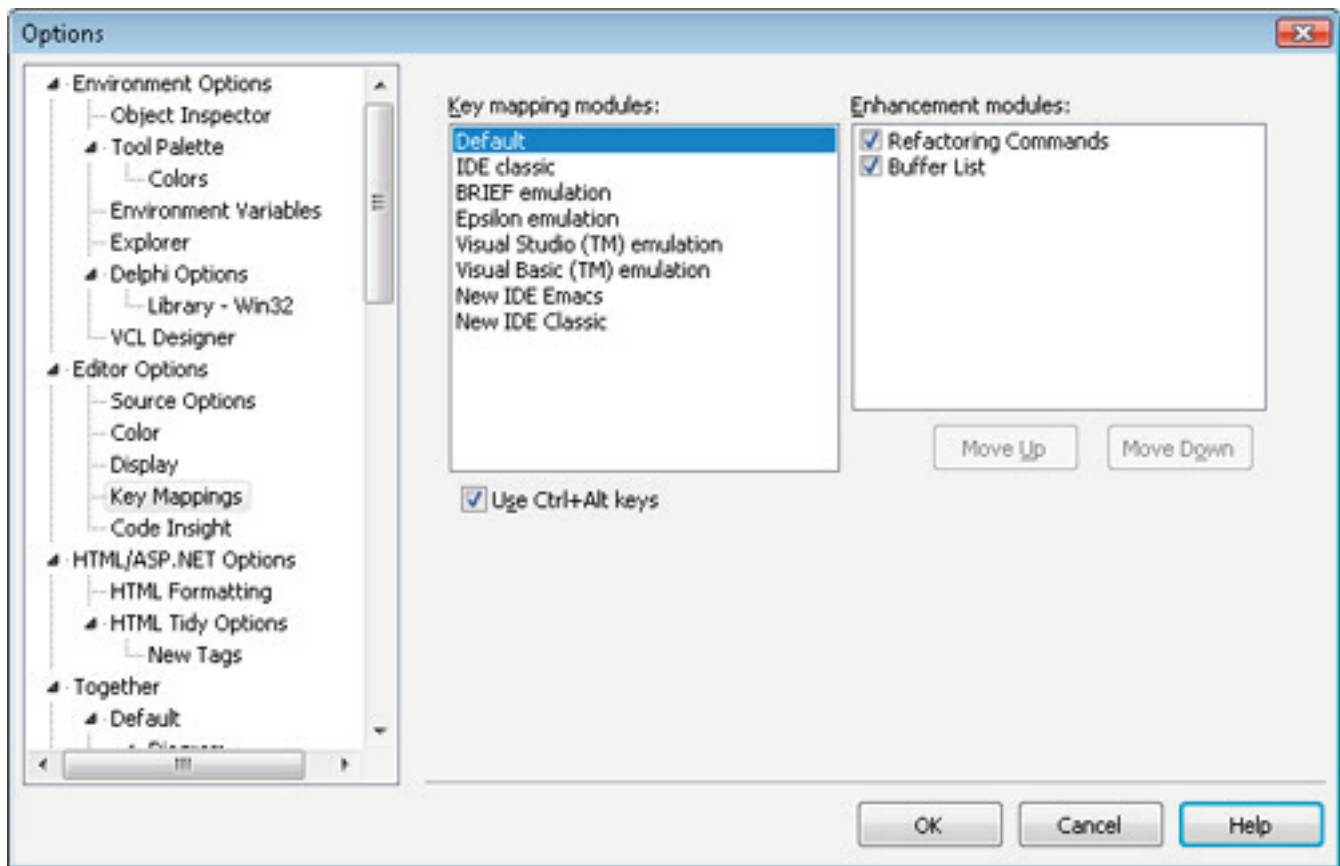 Options
Environment Options
Object Inspector
Tool Palette
Colors
Environment Variables
Explorer
Delphi Options
Library - Win32
VCL Designer
Editor Options
Source Options
Color
Display
Key Mappings
Code Insight
HTML/ASP.NET Options
HTML Formatting
HTML Tidy Options
New Tags
Together
Default
Key mapping modules:
Default
IDE classic
BRIEF emulation
Epsilon emulation
Visual Studio (TM) emulation
Visual Basic (TM) emulation
New IDE Emacs
New IDE Classic
Use Ctrl+Alt keys
Enhancement modules:
Refactoring Commands
Buffer List
Move Up
Move Down
OK
Cancel
Help